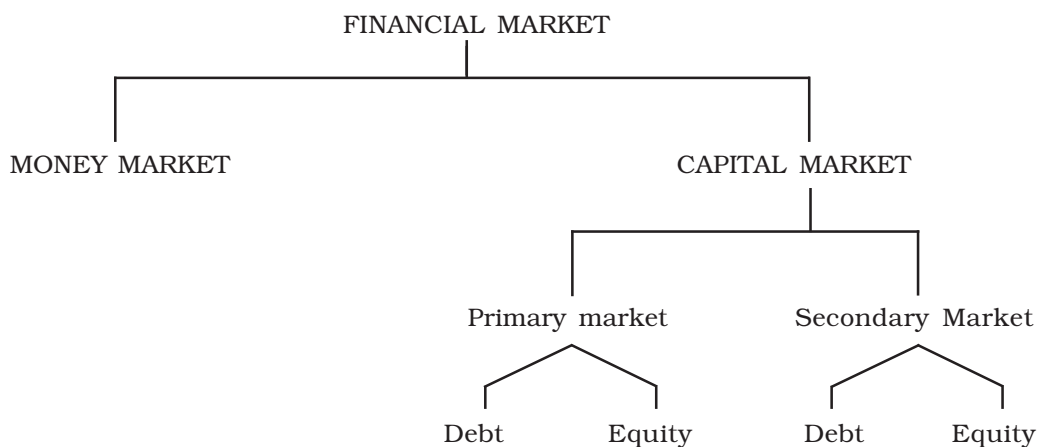 FINANCIAL MARKET
MONEY MARKET
CAPITAL MARKET
Primary market
Secondary Market
Debt
Equity
Debt
Equity